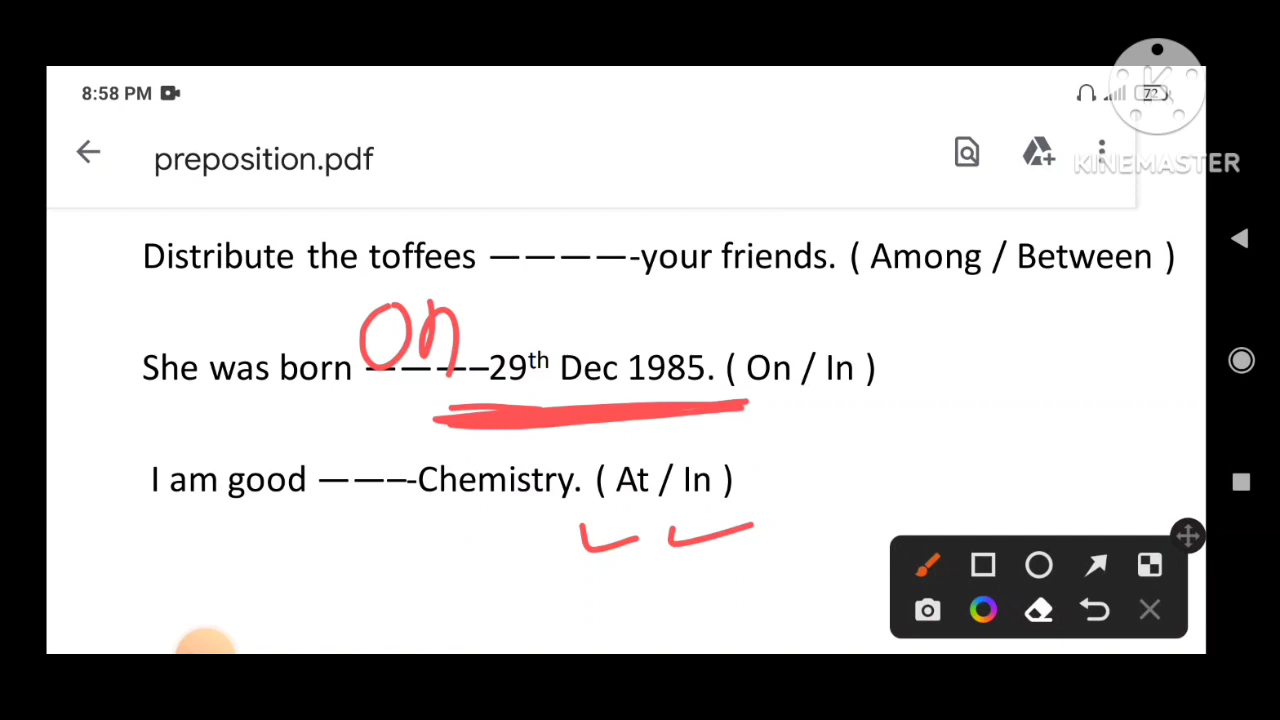 8:58 PM
72
preposition.pdf
KINEMASTER
Distribute the toffees ————-your friends. ( Among / Between )
On
She was born ————29th Dec 1985. ( On / In )
I am good ———-Chemistry. ( At / In )